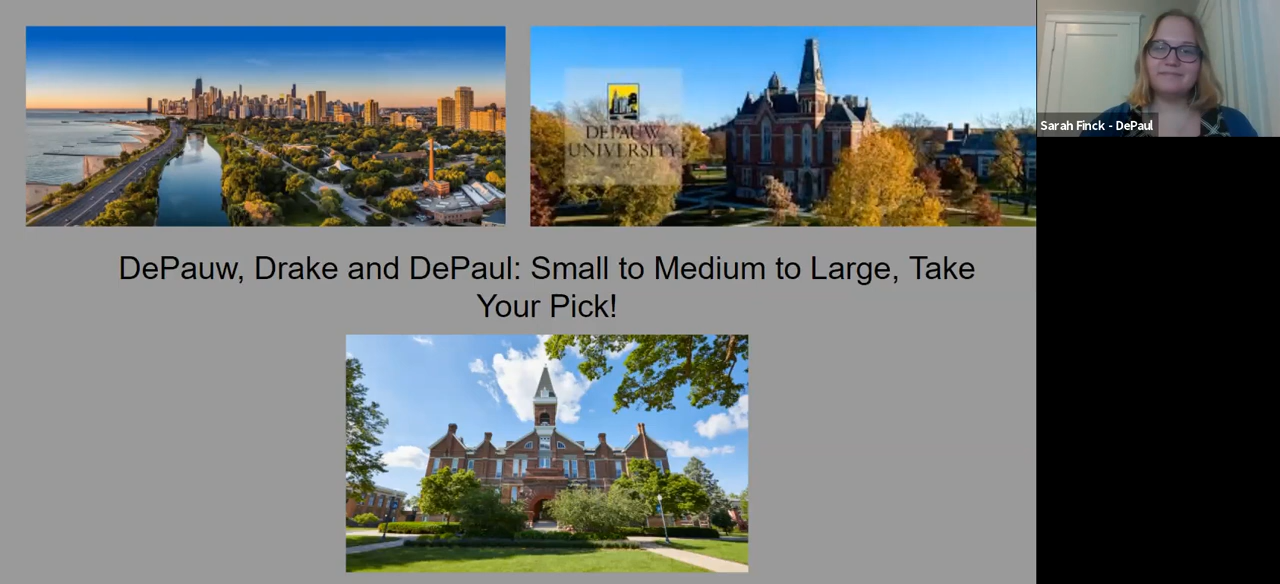 DEPAUW
UNIVERSITY
Sarah Finck - DePaul
DePauw, Drake and DePaul: Small to Medium to Large, Take
Your Pick!